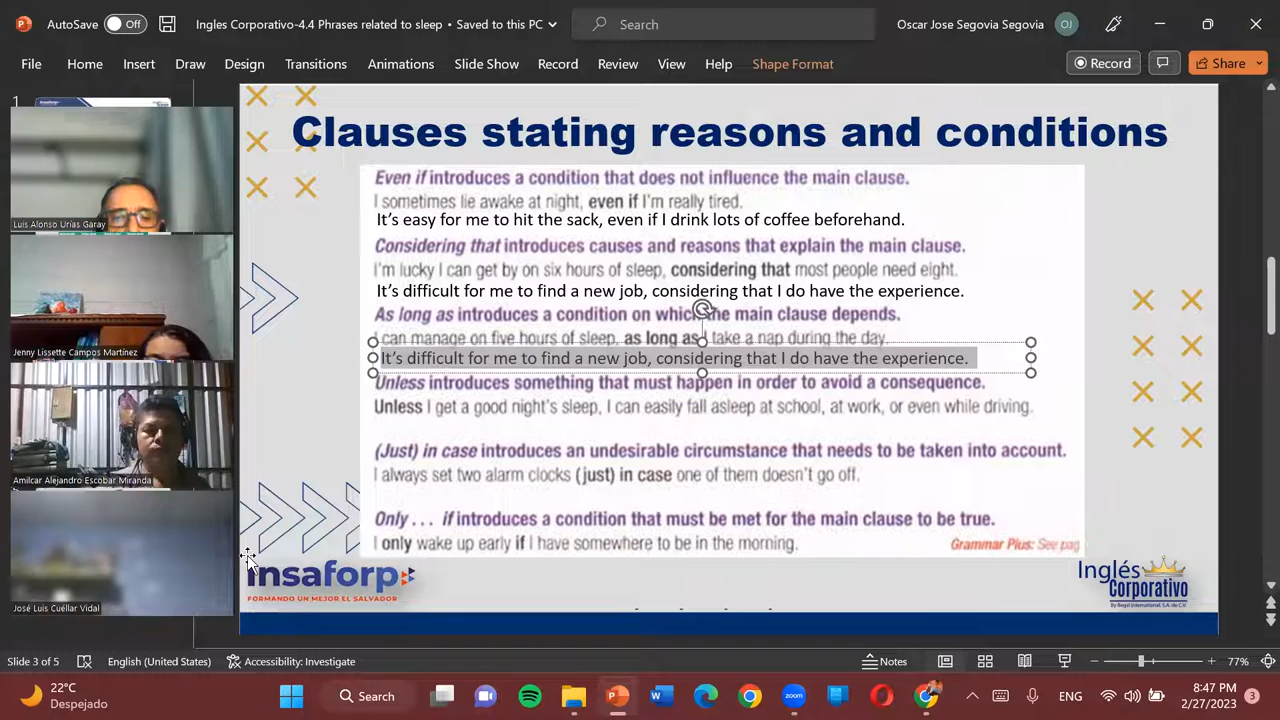 AutoSave Off Ingles Corporativo-4.4 Phrases related to sleep • Saved to this PC Search Oscar Jose Segovia Segovia OJ
File Home Insert Draw Design Transitions Animations Slide Show Record Review View Help Shape Format Record Share
1
Clauses stating reasons and conditions
Even if introduces a condition that does not influence the main clause.
I sometimes lie awake at night, even if I'm really tired.
It's easy for me to hit the sack, even if I drink lots of coffee beforehand.
Considering that introduces causes and reasons that explain the main clause.
I'm lucky I can get by on six hours of sleep, considering that most people need eight.
It's difficult for me to find a new job, considering that I do have the experience.
As long as introduces a condition on which the main clause depends.
I can manage on five hours of sleep, as long as I take a nap during the day.
It's difficult for me to find a new job, considering that I do have the experience.
Unless introduces something that must happen in order to avoid a consequence.
Unless I get a good night's sleep, I can easily fall asleep at school, at work, or even while driving.
(Just) in case introduces an undesirable circumstance that needs to be taken into account.
I always set two alarm clocks (just) in case one of them doesn't go off.
Only . . . if introduces a condition that must be met for the main clause to be true.
I only wake up early if I have somewhere to be in the morning.
Grammar Plus: See pag
Luis Alonso Urías Garay
Jenny Lissette Campos Martínez
Amilcar Alejandro Escobar Miranda
José Luis Cuéllar Vidal
insaforp
FORMANDO UN MEJOR EL SALVADOR
Inglés
Corporativo
By Regal International, S.A. de C.V.
Slide 3 of 5 English (United States) Accessibility: Investigate Notes 77%
22°C
Despejado
Search
zoom
ENG
8:47 PM
2/27/2023
3